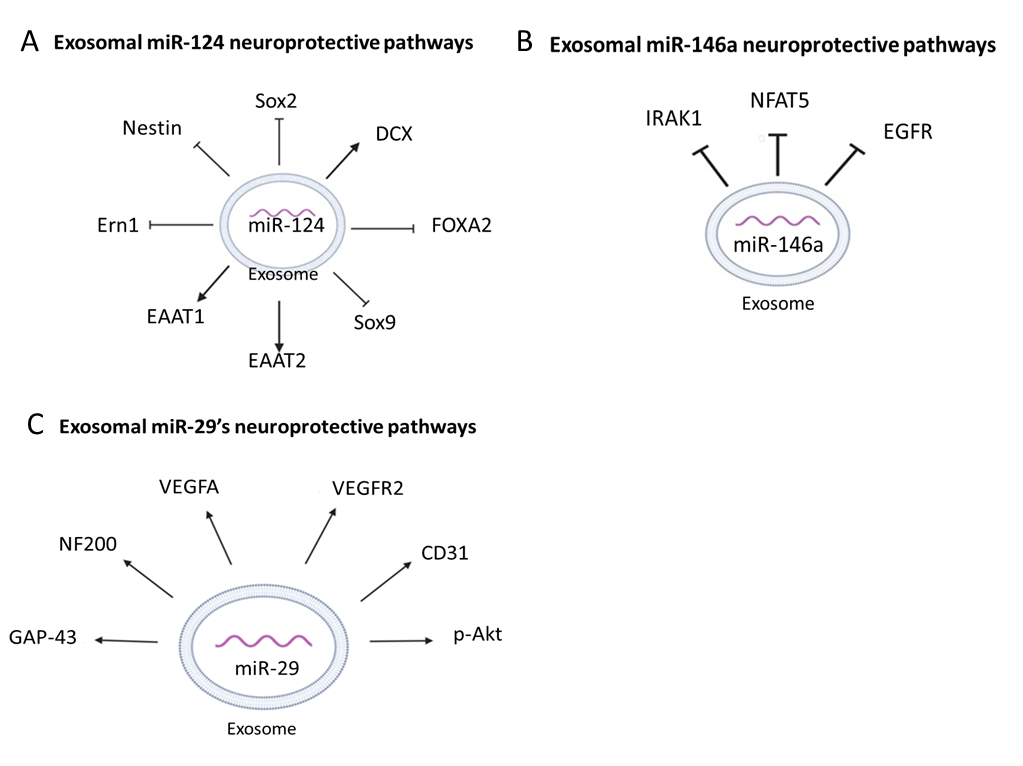 A Exosomal miR-124 neuroprotective pathways
Sox2
Nestin
DCX
Ern1
miR-124
FOXA2
Exosome
EAAT1
Sox9
EAAT2
B Exosomal miR-146a neuroprotective pathways
NFAT5
IRAK1
EGFR
miR-146a
Exosome
C Exosomal miR-29’s neuroprotective pathways
VEGFA
VEGFR2
NF200
CD31
GAP-43
p-Akt
miR-29
Exosome